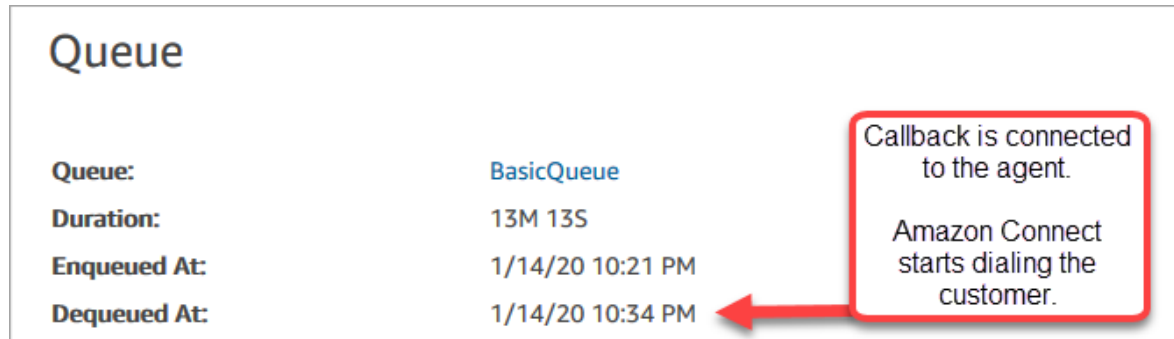 Queue
Queue: BasicQueue
Duration: 13M 13S
Enqueued At: 1/14/20 10:21 PM
Dequeued At: 1/14/20 10:34 PM
Callback is connected
to the agent.
Amazon Connect
starts dialing the
customer.